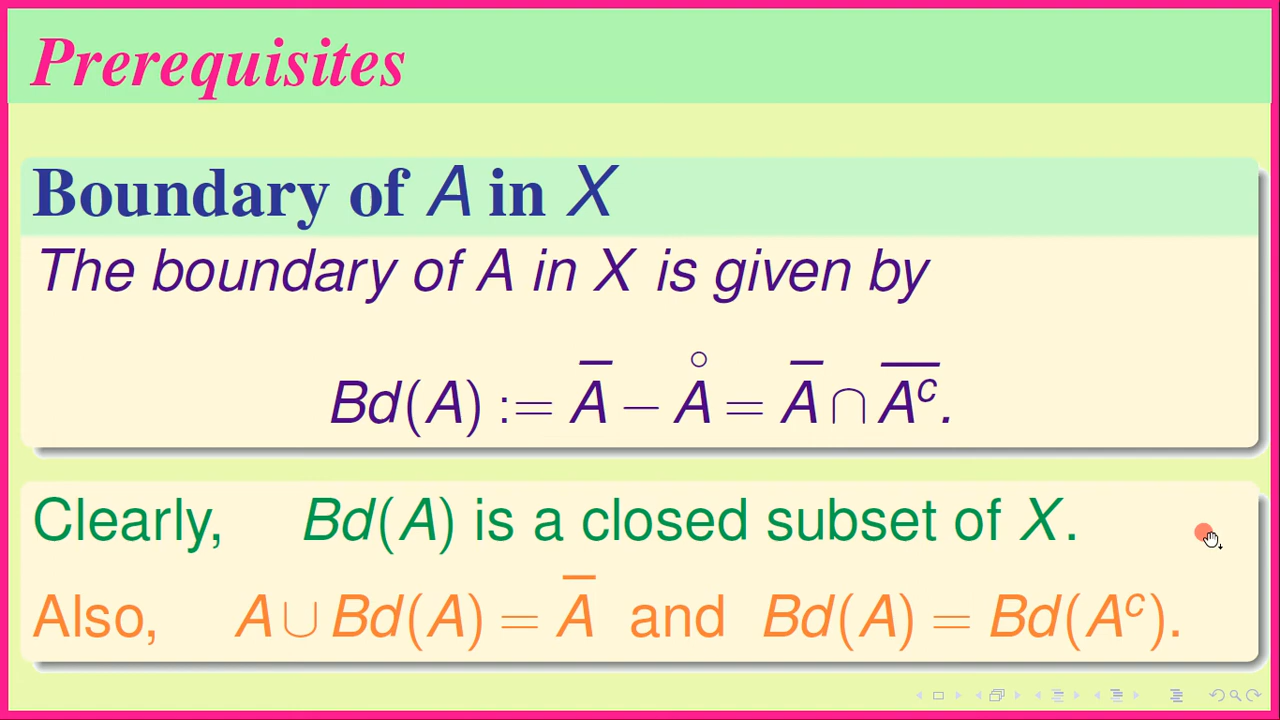 Prerequisites
Boundary of A in X
The boundary of A in X is given by
Bd(A) := A̅ − Å = A̅ ∩ A̅ᶜ̅.
Clearly, Bd(A) is a closed subset of X.
Also, A ∪ Bd(A) = A̅ and Bd(A) = Bd(Aᶜ).